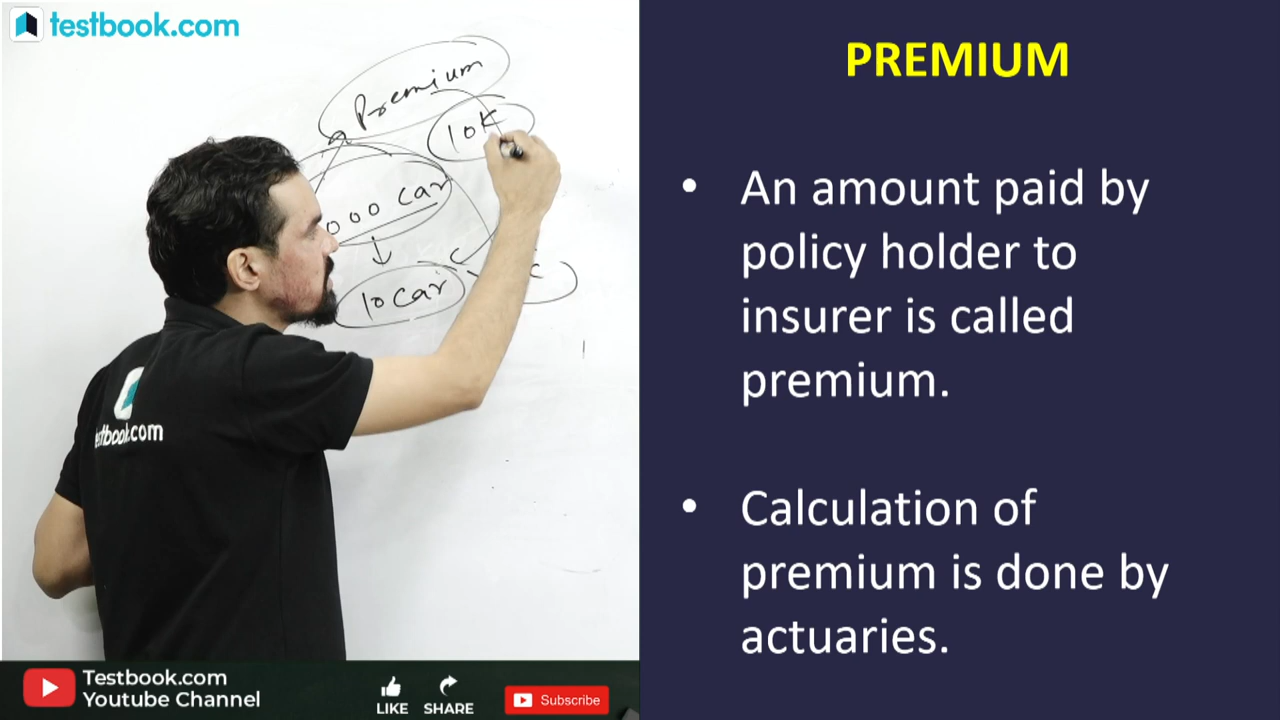 testbook.com
Premium
10K
000 car
10 car
testbook.com
PREMIUM
• An amount paid by
policy holder to
insurer is called
premium.
• Calculation of
premium is done by
actuaries.
Testbook.com
Youtube Channel
LIKE
SHARE
Subscribe